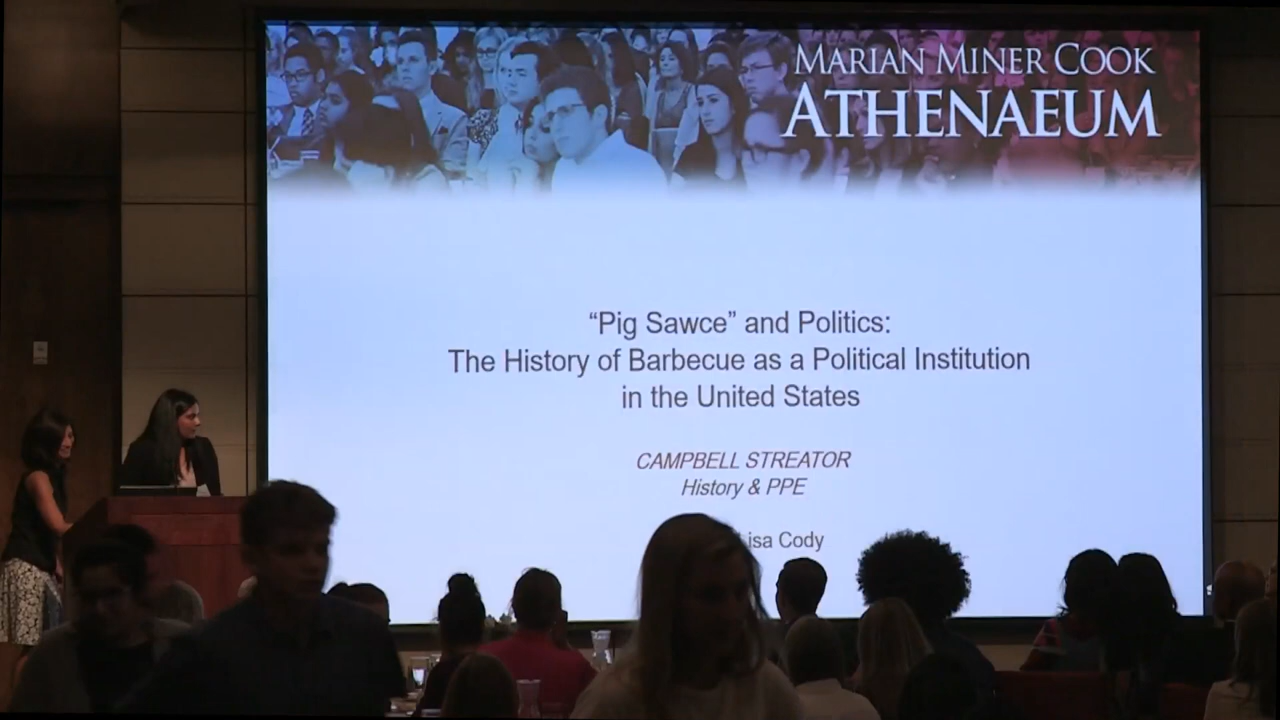 MARIAN MINER COOK
ATHENAEUM
“Pig Sawce” and Politics:
The History of Barbecue as a Political Institution
in the United States
CAMPBELL STREATOR
History & PPE
Cody